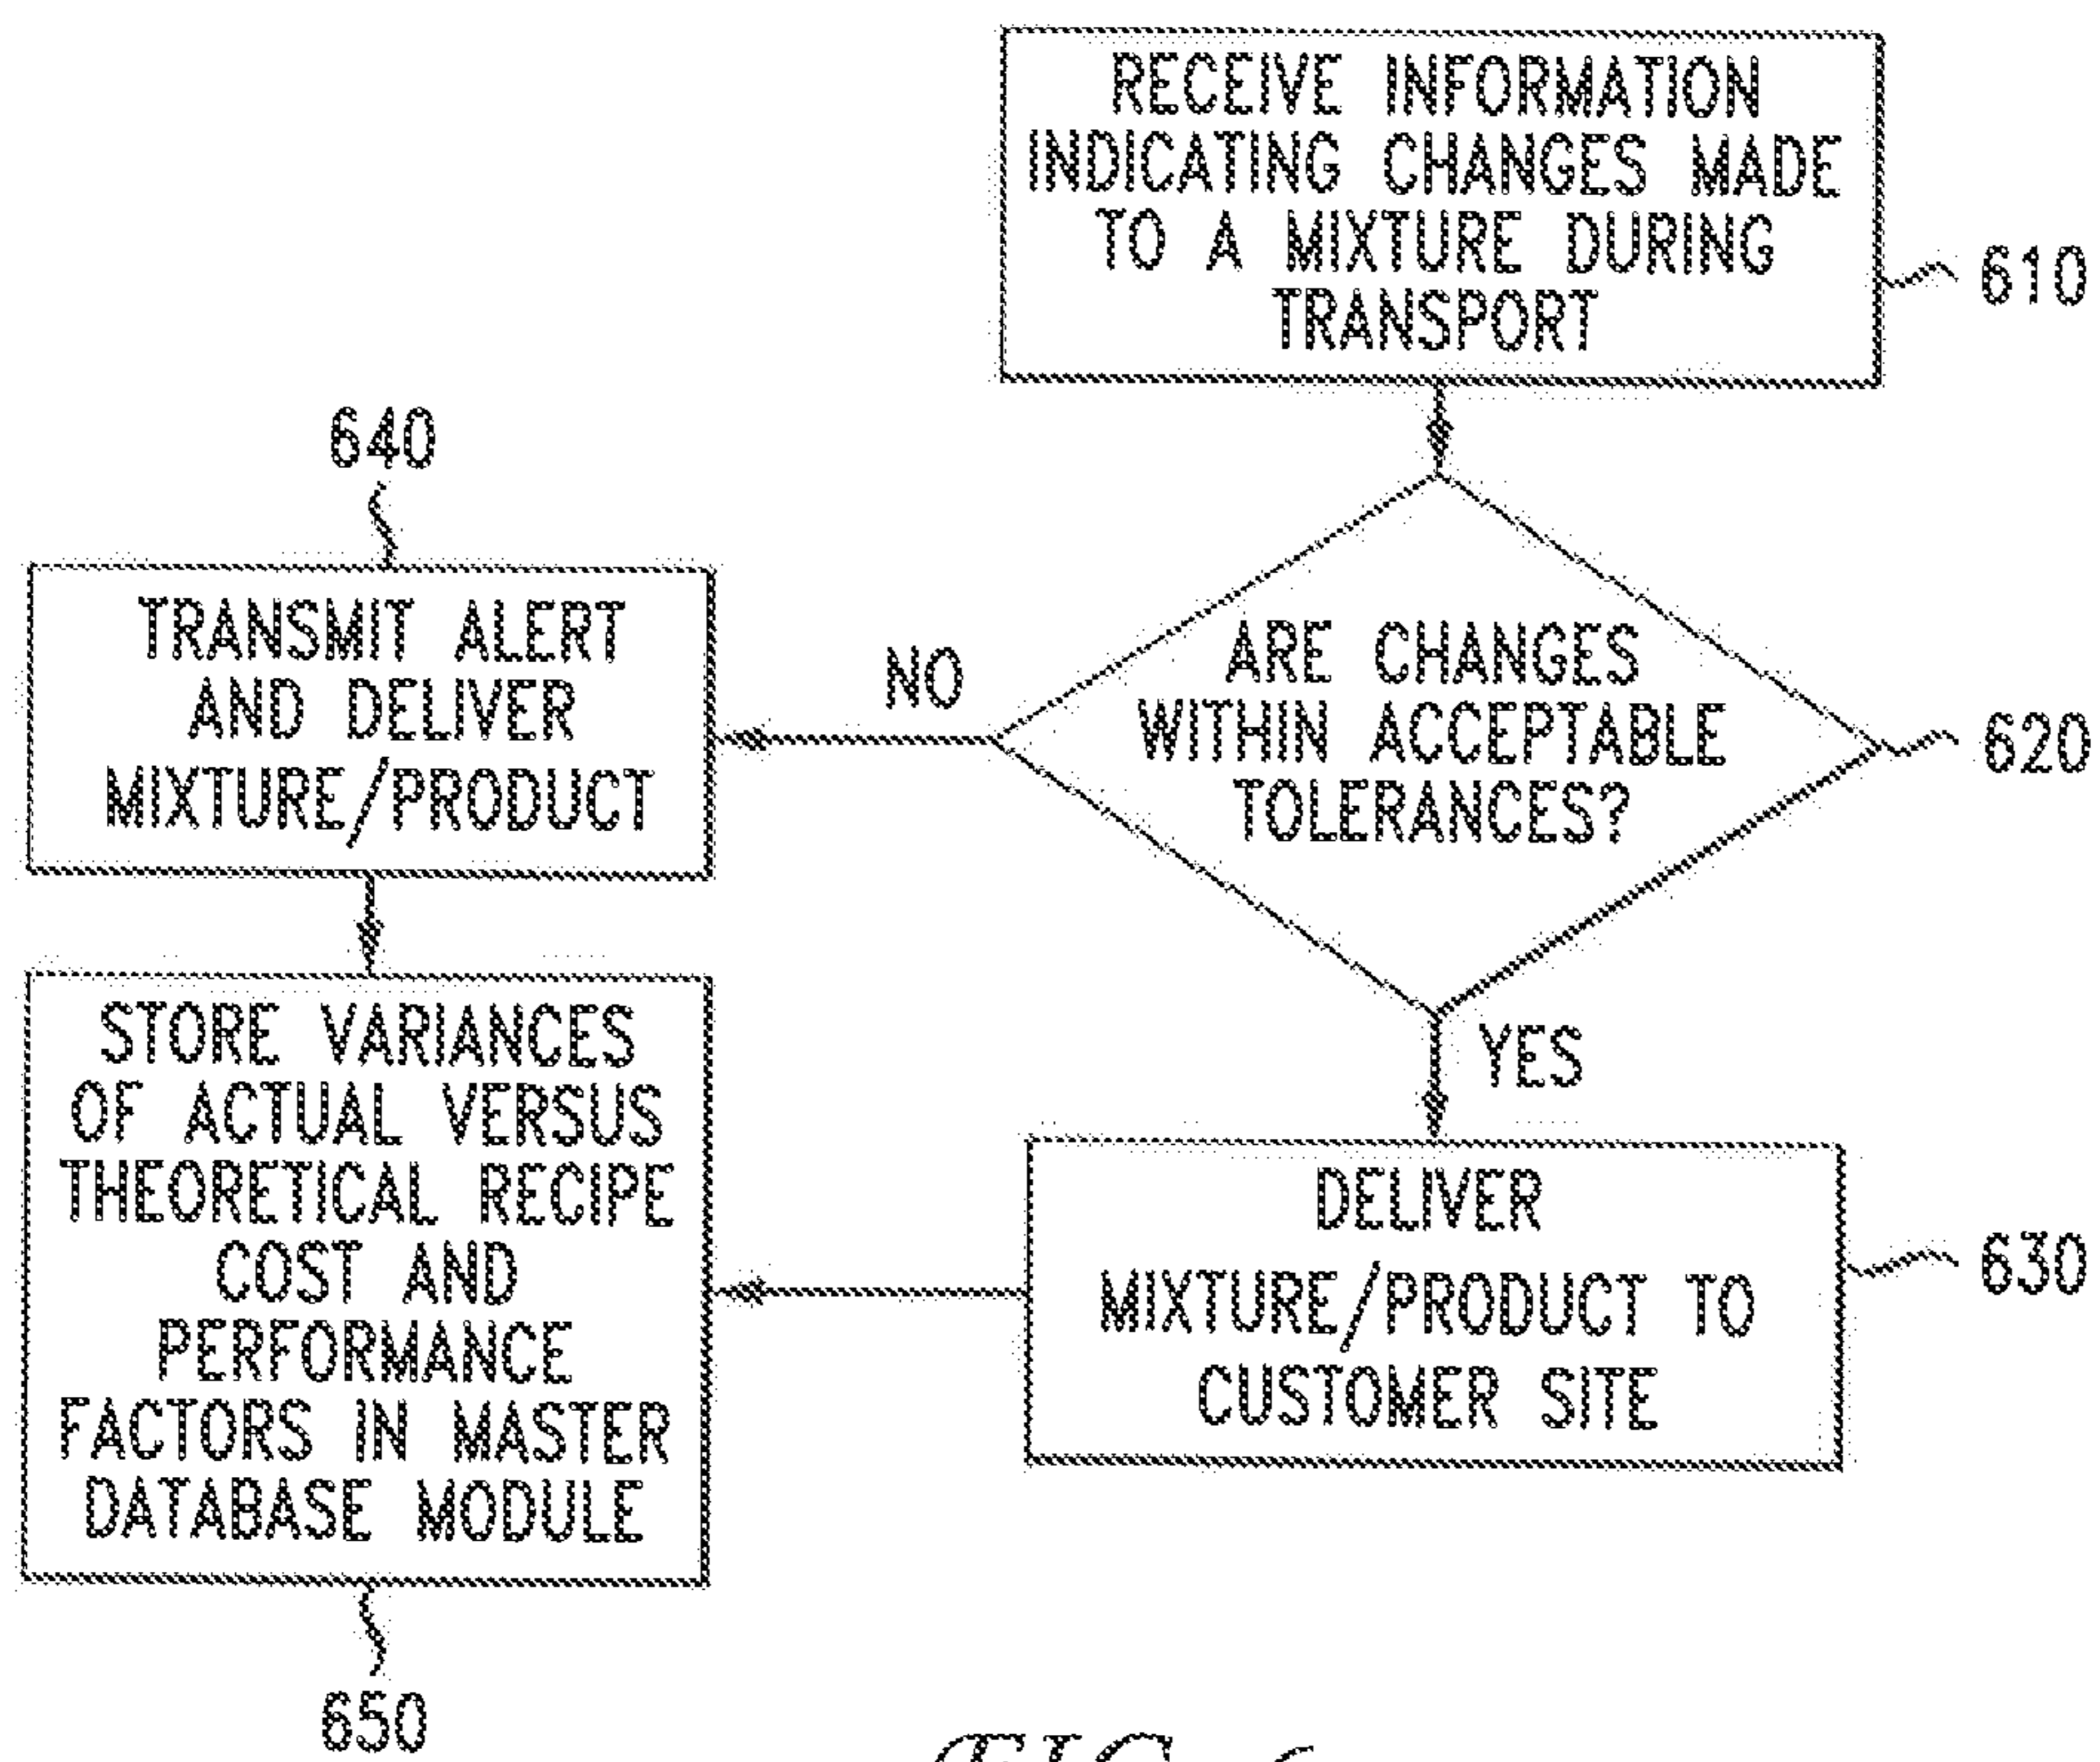 RECEIVE INFORMATION
INDICATING CHANGES MADE
TO A MIXTURE DURING
TRANSPORT
610
640
TRANSMIT ALERT
AND DELIVER
MIXTURE/PRODUCT
NO
ARE CHANGES
WITHIN ACCEPTABLE
TOLERANCES?
620
YES
STORE VARIANCES
OF ACTUAL VERSUS
THEORETICAL RECIPE
COST AND
PERFORMANCE
FACTORS IN MASTER
DATABASE MODULE
650
DELIVER
MIXTURE/PRODUCT TO
CUSTOMER SITE
630